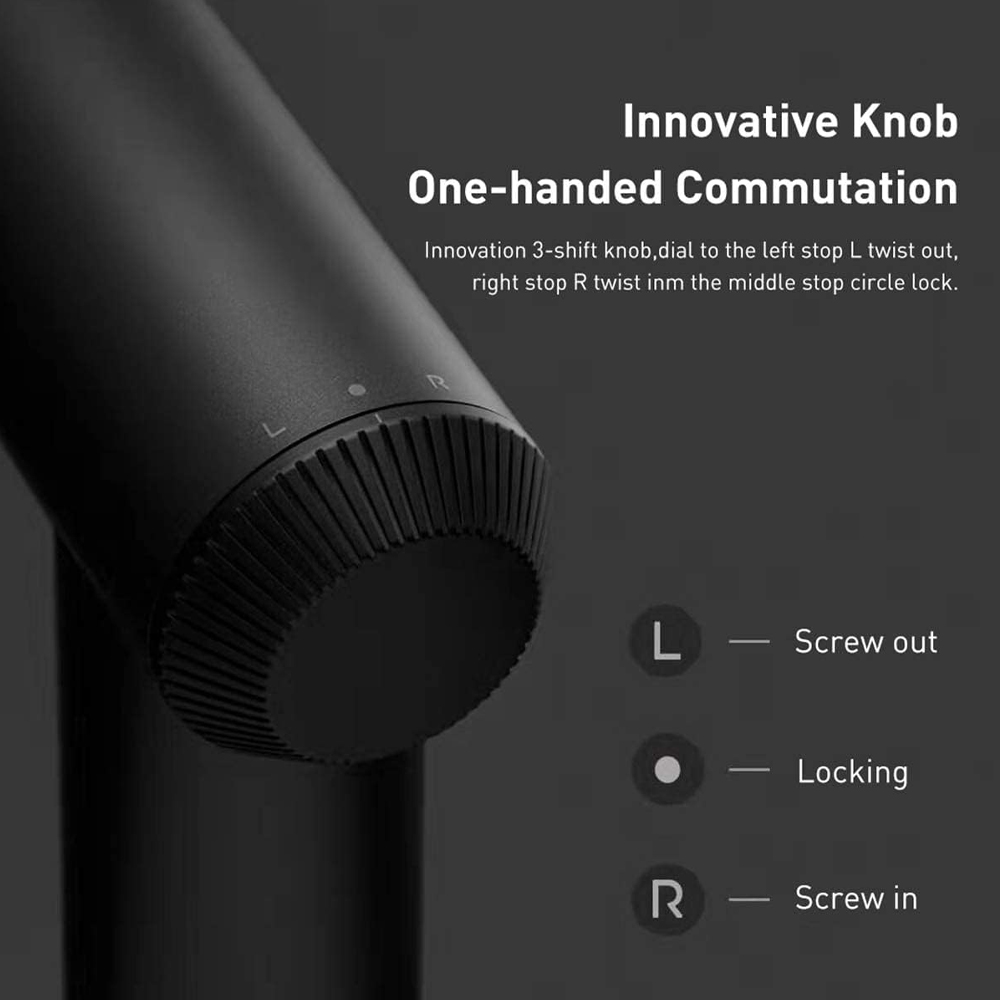 Innovative Knob
One-handed Commutation
Innovation 3-shift knob,dial to the left stop L twist out,
right stop R twist inm the middle stop circle lock.
L R
L — Screw out
Locking
R — Screw in